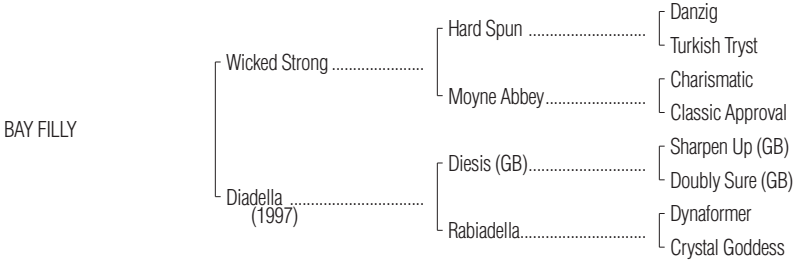 Danzig
Hard Spun ..........................
Turkish Tryst
Wicked Strong .....................
Charismatic
Moyne Abbey.......................
Classic Approval
BAY FILLY
Sharpen Up (GB)
Diesis (GB)...........................
Doubly Sure (GB)
Diadella ..............................
(1997)
Dynaformer
Rabiadella............................
Crystal Goddess